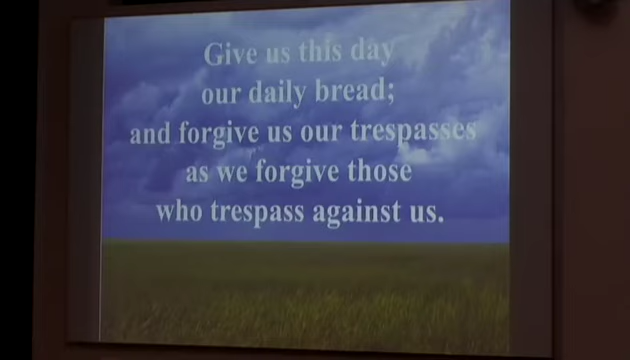 Give us this day
our daily bread;
and forgive us our trespasses
as we forgive those
who trespass against us.